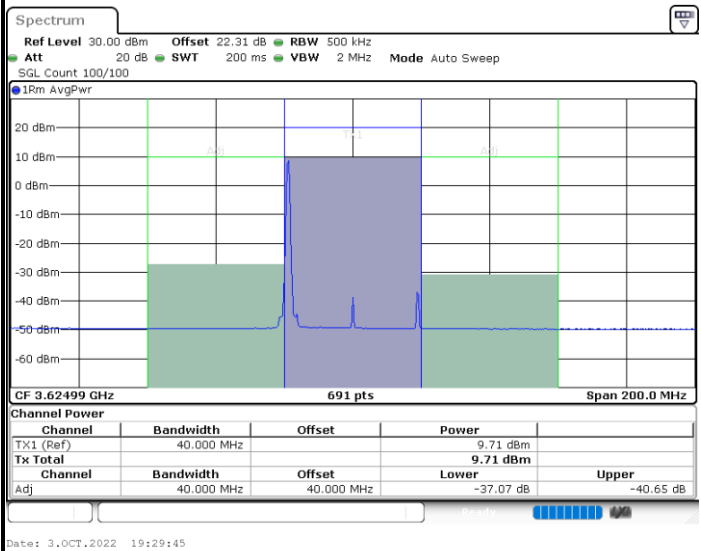 Spectrum
Ref Level 30.00 dBm Offset 22.31 dB RBW 500 kHz
Att 20 dB SWT 200 ms VBW 2 MHz Mode Auto Sweep
SGL Count 100/100
1Rm AvgPwr
20 dBm
Tx1
10 dBm
Adj Adj
0 dBm
-10 dBm
-20 dBm
-30 dBm
-40 dBm
-50 dBm
-60 dBm
CF 3.62499 GHz 691 pts Span 200.0 MHz
Channel Power
Channel Bandwidth Offset Power
TX1 (Ref) 40.000 MHz 9.71 dBm
Tx Total 9.71 dBm
Channel Bandwidth Offset Lower Upper
Adj 40.000 MHz 40.000 MHz -37.07 dB -40.65 dB
Ready
Date: 3.OCT.2022 19:29:45